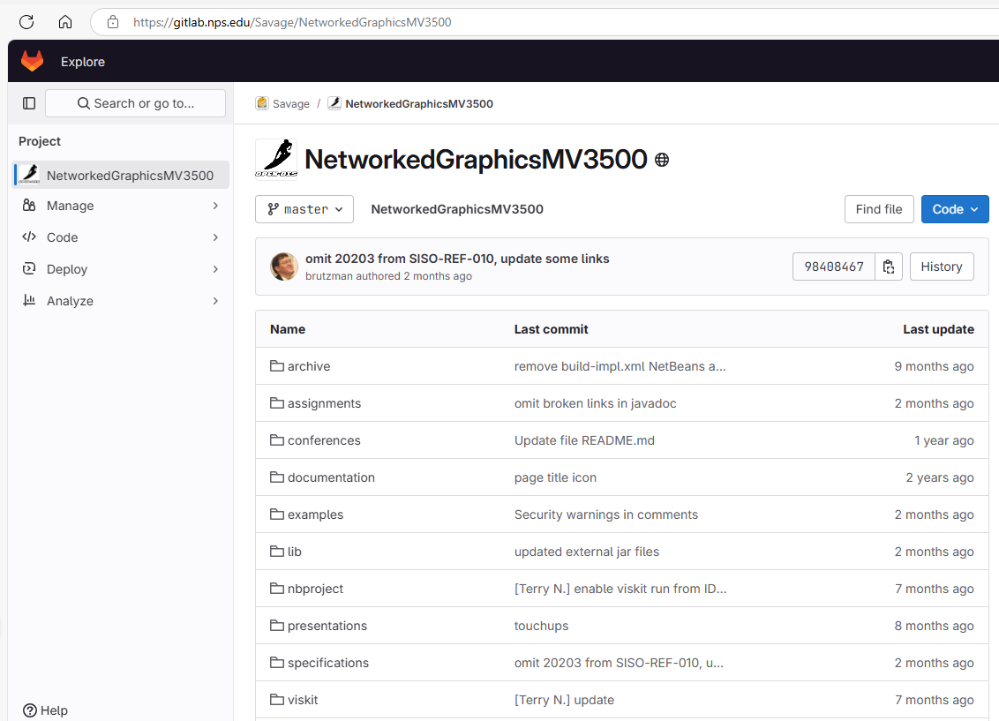 https://gitlab.nps.edu/Savage/NetworkedGraphicsMV3500
Explore
Search or go to...
Project
NetworkedGraphicsMV3500
Manage
Code
Deploy
Analyze
Help
Savage / NetworkedGraphicsMV3500
OPEN-DIS
NetworkedGraphicsMV3500
master NetworkedGraphicsMV3500 Find file Code
omit 20203 from SISO-REF-010, update some links
brutzman authored 2 months ago
98408467 History
Name Last commit Last update
archive remove build-impl.xml NetBeans a... 9 months ago
assignments omit broken links in javadoc 2 months ago
conferences Update file README.md 1 year ago
documentation page title icon 2 years ago
examples Security warnings in comments 2 months ago
lib updated external jar files 2 months ago
nbproject [Terry N.] enable viskit run from ID... 7 months ago
presentations touchups 8 months ago
specifications omit 20203 from SISO-REF-010, u... 2 months ago
viskit [Terry N.] update 7 months ago